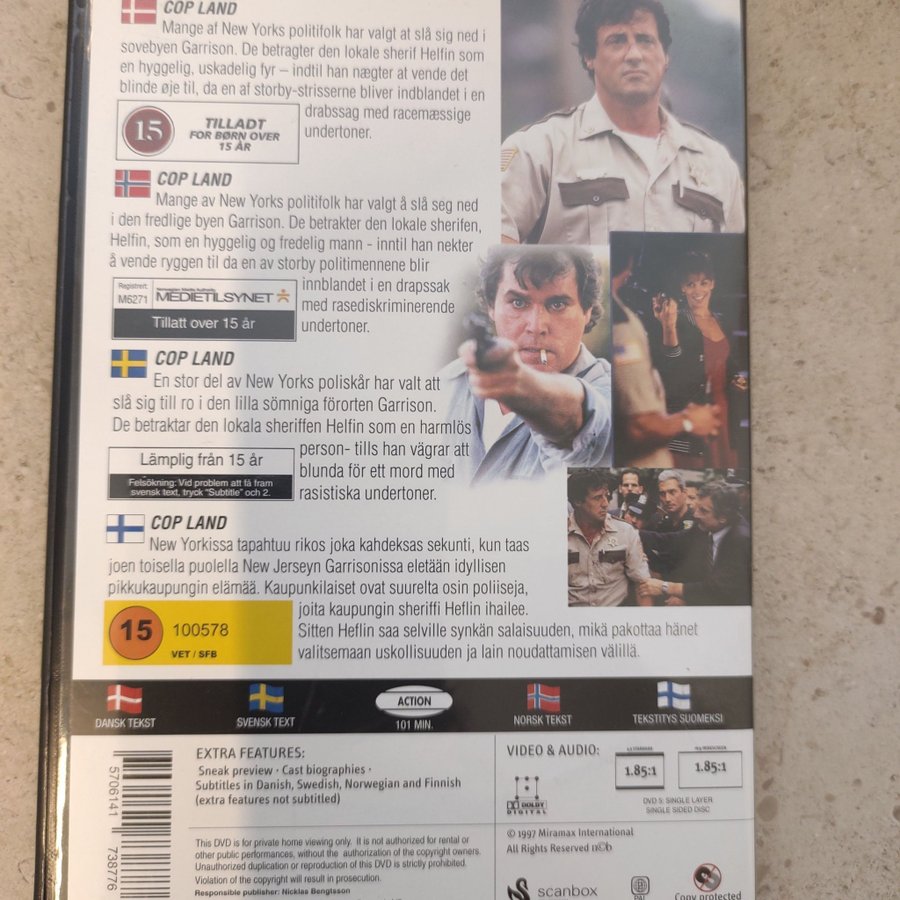 COP LAND
Mange af New Yorks politifolk har valgt at slå sig ned i
sovebyen Garrison. De betragter den lokale sherif Helfin som
en hyggelig, uskadelig fyr – indtil han nægter at vende det
blinde øje til, da en af storby-strisserne bliver indblandet i en
drabssag med racemæssige
undertoner.
15
TILLADT
FOR BØRN OVER
15 ÅR
COP LAND
Mange av New Yorks politifolk har valgt å slå seg ned
i den fredlige byen Garrison. De betrakter den lokale sherifen,
Helfin, som en hyggelig og fredelig mann - inntil han nekter
å vende ryggen til da en av storby politimennene blir
innblandet i en drapssak
med rasediskriminerende
undertoner.
Registrert:
M6271
Norwegian Media Authority
MEDIETILSYNET
Tillatt over 15 år
COP LAND
En stor del av New Yorks poliskår har valt att
slå sig till ro i den lilla sömniga förorten Garrison.
De betraktar den lokala sheriffen Helfin som en harmlös
person- tills han vägrar att
blunda för ett mord med
rasistiska undertoner.
Lämplig från 15 år
Felsökning: Vid problem att få fram
svensk text, tryck "Subtitle" och 2.
COP LAND
New Yorkissa tapahtuu rikos joka kahdeksas sekunti, kun taas
joen toisella puolella New Jerseyn Garrisonissa eletään idyllisen
pikkukaupungin elämää. Kaupunkilaiset ovat suurelta osin poliiseja,
joita kaupungin sheriffi Heflin ihailee.
Sitten Heflin saa selville synkän salaisuuden, mikä pakottaa hänet
valitsemaan uskollisuuden ja lain noudattamisen välillä.
15
100578
VET / SFB
DANSK TEKST
SVENSK TEXT
ACTION
101 MIN.
NORSK TEKST
TEKSTITYS SUOMEKSI
EXTRA FEATURES:
Sneak preview · Cast biographies ·
Subtitles in Danish, Swedish, Norwegian and Finnish
(extra features not subtitled)
This DVD is for private home viewing only. It is not authorized for rental or
other public performances, without the authorization of the copyright owners.
Unauthorized duplication or reproduction of this DVD is strictly prohibited.
Violation of the copyright will result in prosecution.
Responsible publisher: Nicklas Bengtsson
5706141
738776
VIDEO & AUDIO:
DOLBY
DIGITAL
1.85:1
1.85:1
DVD 5: SINGLE LAYER
SINGLE SIDED DISC
© 1997 Miramax International
All Rights Reserved
scanbox
PAL
Copy protected